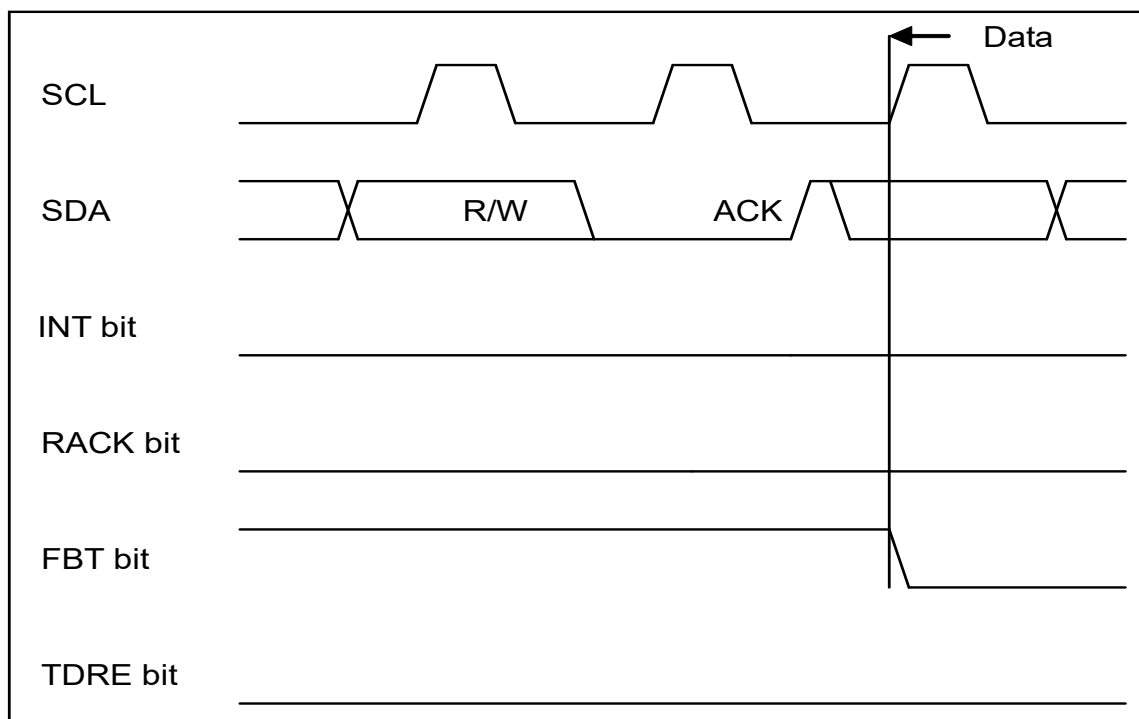 Data
SCL
SDA R/W ACK
INT bit
RACK bit
FBT bit
TDRE bit